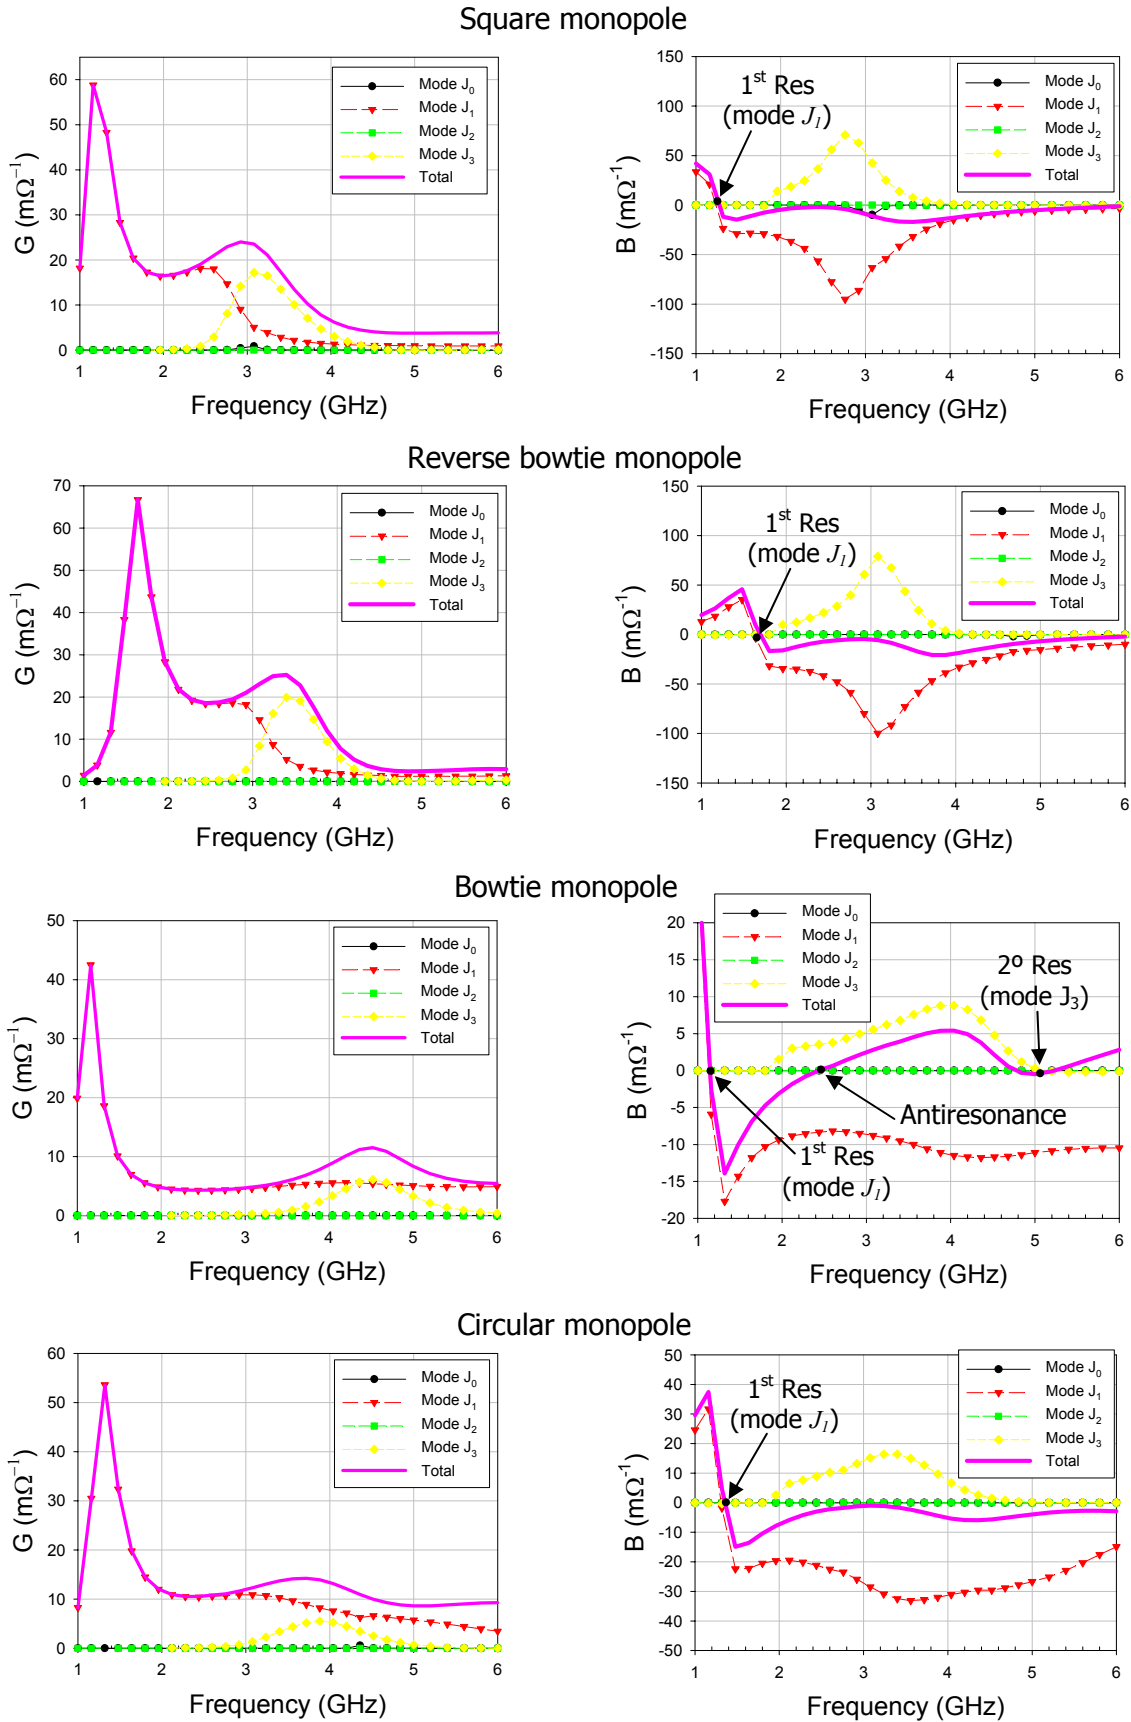 Square monopole
60
50
40
30
20
10
0
1 2 3 4 5 6
G (mΩ⁻¹)
Frequency (GHz)
Mode J₀
Mode J₁
Mode J₂
Mode J₃
Total
150
100
50
0
-50
-100
-150
1 2 3 4 5 6
B (mΩ⁻¹)
Frequency (GHz)
1st Res
(mode J₁)
Mode J₀
Mode J₁
Mode J₂
Mode J₃
Total
Reverse bowtie monopole
70
60
50
40
30
20
10
0
1 2 3 4 5 6
G (mΩ⁻¹)
Frequency (GHz)
Mode J₀
Mode J₁
Mode J₂
Mode J₃
Total
150
100
50
0
-50
-100
-150
1 2 3 4 5 6
B (mΩ⁻¹)
Frequency (GHz)
1st Res
(mode J₁)
Mode J₀
Mode J₁
Mode J₂
Mode J₃
Total
Bowtie monopole
50
40
30
20
10
0
1 2 3 4 5 6
G (mΩ⁻¹)
Frequency (GHz)
Mode J₀
Mode J₁
Mode J₂
Mode J₃
Total
20
15
10
5
0
-5
-10
-15
-20
1 2 3 4 5 6
B (mΩ⁻¹)
Frequency (GHz)
Mode J₀
Mode J₁
Modo J₂
Mode J₃
Total
2º Res
(mode J₃)
Antiresonance
1st Res
(mode J₁)
Circular monopole
60
50
40
30
20
10
0
1 2 3 4 5 6
G (mΩ⁻¹)
Frequency (GHz)
Mode J₀
Mode J₁
Mode J₂
Mode J₃
Total
50
40
30
20
10
0
-10
-20
-30
-40
-50
1 2 3 4 5 6
B (mΩ⁻¹)
Frequency (GHz)
1st Res
(mode J₁)
Mode J₀
Mode J₁
Mode J₂
Mode J₃
Total